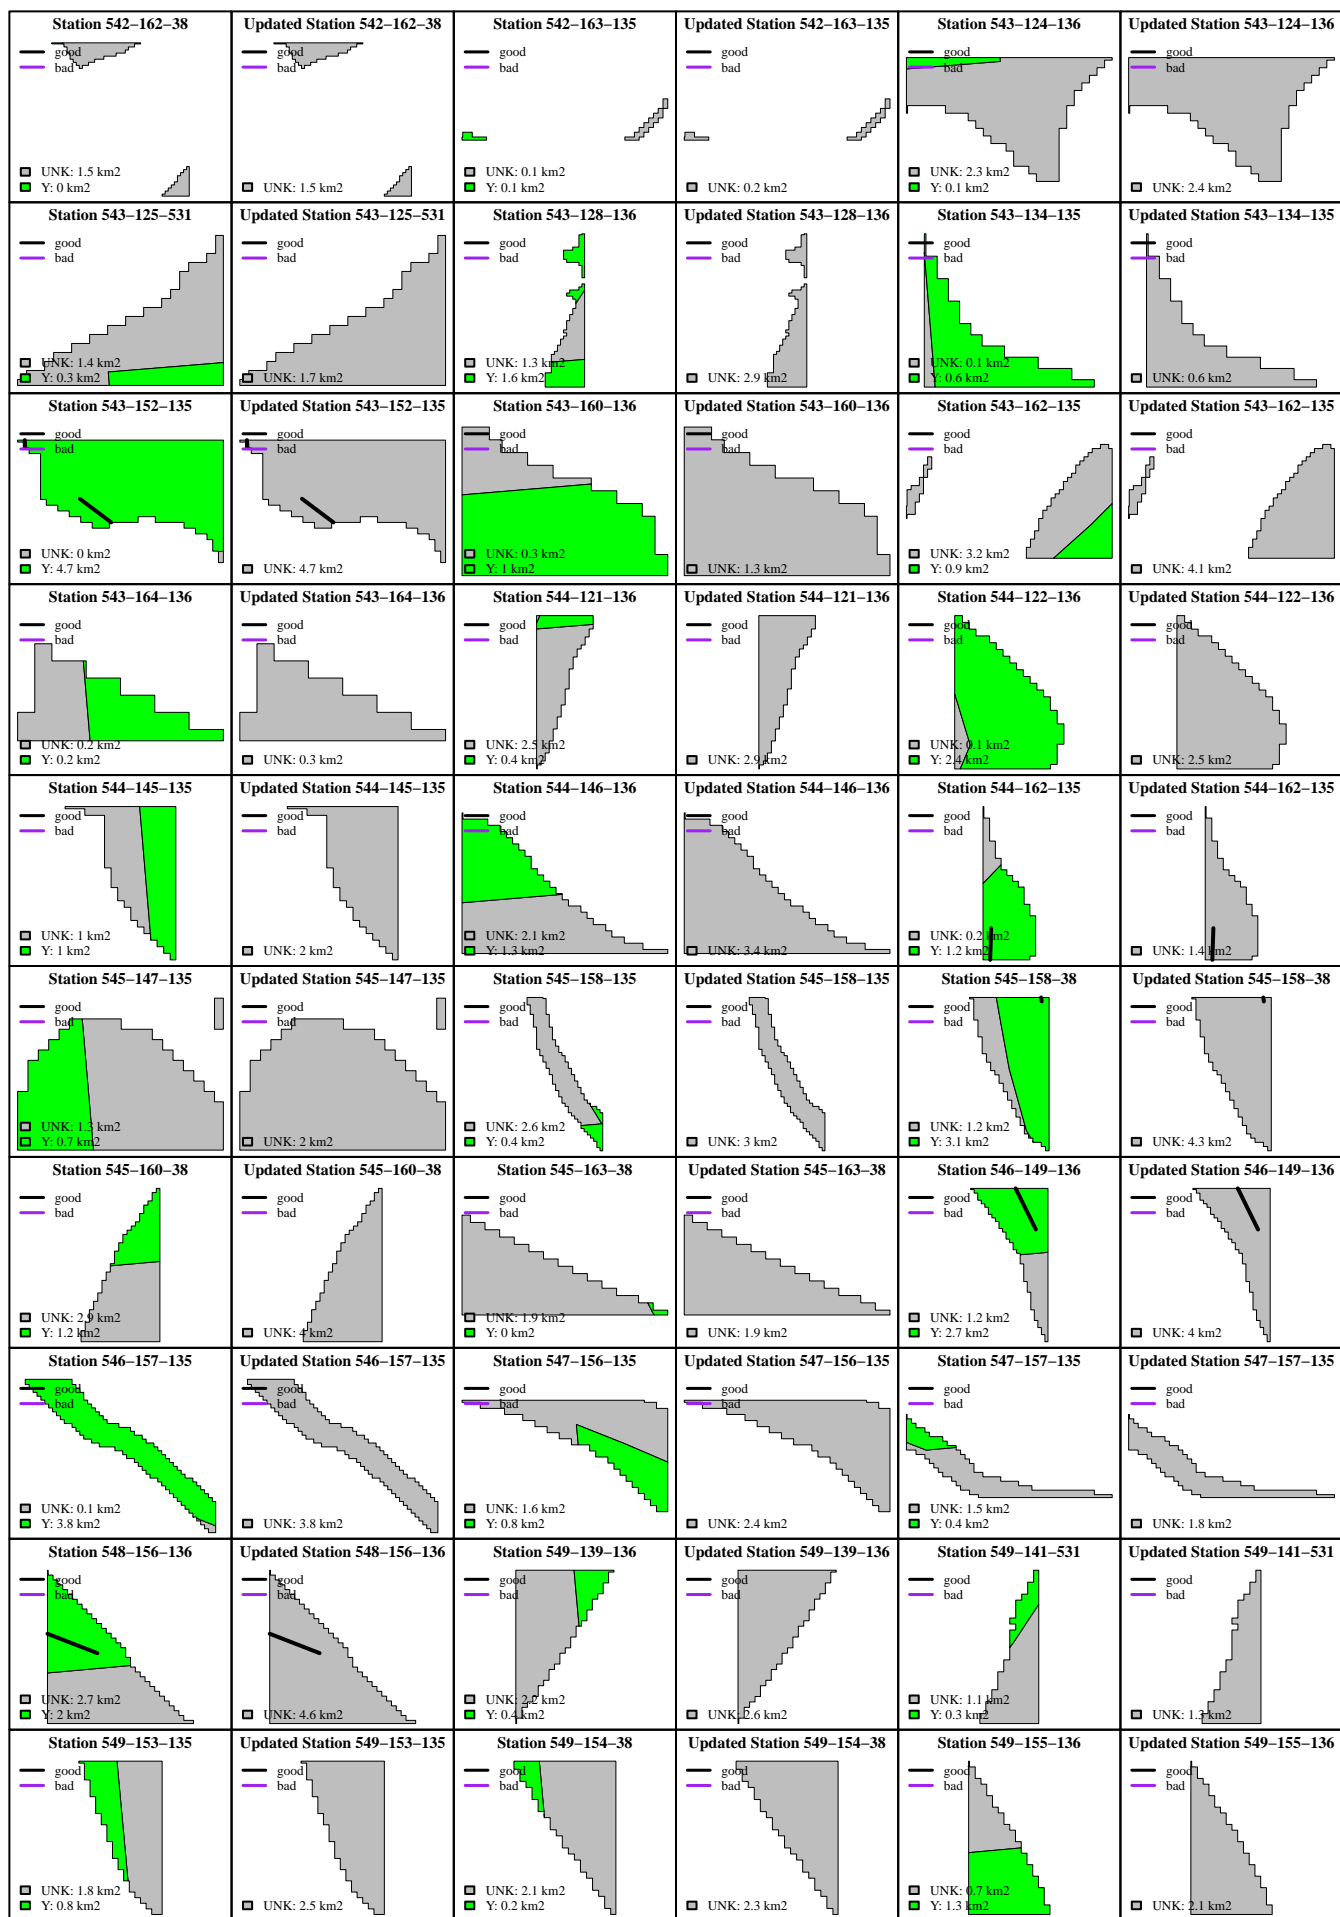 Station 542−162−38
good
bad
UNK: 1.5 km2
Y: 0 km2
Updated Station 542−162−38
good
bad
UNK: 1.5 km2
Station 542−163−135
good
bad
UNK: 0.1 km2
Y: 0.1 km2
Updated Station 542−163−135
good
bad
UNK: 0.2 km2
Station 543−124−136
good
bad
UNK: 2.3 km2
Y: 0.1 km2
Updated Station 543−124−136
good
bad
UNK: 2.4 km2
Station 543−125−531
good
bad
UNK: 1.4 km2
Y: 0.3 km2
Updated Station 543−125−531
good
bad
UNK: 1.7 km2
Station 543−128−136
good
bad
UNK: 1.3 km2
Y: 1.6 km2
Updated Station 543−128−136
good
bad
UNK: 2.9 km2
Station 543−134−135
good
bad
UNK: 0.1 km2
Y: 0.6 km2
Updated Station 543−134−135
good
bad
UNK: 0.6 km2
Station 543−152−135
good
bad
UNK: 0 km2
Y: 4.7 km2
Updated Station 543−152−135
good
bad
UNK: 4.7 km2
Station 543−160−136
good
bad
UNK: 0.3 km2
Y: 1 km2
Updated Station 543−160−136
good
bad
UNK: 1.3 km2
Station 543−162−135
good
bad
UNK: 3.2 km2
Y: 0.9 km2
Updated Station 543−162−135
good
bad
UNK: 4.1 km2
Station 543−164−136
good
bad
UNK: 0.2 km2
Y: 0.2 km2
Updated Station 543−164−136
good
bad
UNK: 0.3 km2
Station 544−121−136
good
bad
UNK: 2.5 km2
Y: 0.4 km2
Updated Station 544−121−136
good
bad
UNK: 2.9 km2
Station 544−122−136
good
bad
UNK: 0.1 km2
Y: 2.4 km2
Updated Station 544−122−136
good
bad
UNK: 2.5 km2
Station 544−145−135
good
bad
UNK: 1 km2
Y: 1 km2
Updated Station 544−145−135
good
bad
UNK: 2 km2
Station 544−146−136
good
bad
UNK: 2.1 km2
Y: 1.3 km2
Updated Station 544−146−136
good
bad
UNK: 3.4 km2
Station 544−162−135
good
bad
UNK: 0.2 km2
Y: 1.2 km2
Updated Station 544−162−135
good
bad
UNK: 1.4 km2
Station 545−147−135
good
bad
UNK: 1.3 km2
Y: 0.7 km2
Updated Station 545−147−135
good
bad
UNK: 2 km2
Station 545−158−135
good
bad
UNK: 2.6 km2
Y: 0.4 km2
Updated Station 545−158−135
good
bad
UNK: 3 km2
Station 545−158−38
good
bad
UNK: 1.2 km2
Y: 3.1 km2
Updated Station 545−158−38
good
bad
UNK: 4.3 km2
Station 545−160−38
good
bad
UNK: 2.9 km2
Y: 1.2 km2
Updated Station 545−160−38
good
bad
UNK: 4 km2
Station 545−163−38
good
bad
UNK: 1.9 km2
Y: 0 km2
Updated Station 545−163−38
good
bad
UNK: 1.9 km2
Station 546−149−136
good
bad
UNK: 1.2 km2
Y: 2.7 km2
Updated Station 546−149−136
good
bad
UNK: 4 km2
Station 546−157−135
good
bad
UNK: 0.1 km2
Y: 3.8 km2
Updated Station 546−157−135
good
bad
UNK: 3.8 km2
Station 547−156−135
good
bad
UNK: 1.6 km2
Y: 0.8 km2
Updated Station 547−156−135
good
bad
UNK: 2.4 km2
Station 547−157−135
good
bad
UNK: 1.5 km2
Y: 0.4 km2
Updated Station 547−157−135
good
bad
UNK: 1.8 km2
Station 548−156−136
good
bad
UNK: 2.7 km2
Y: 2 km2
Updated Station 548−156−136
good
bad
UNK: 4.6 km2
Station 549−139−136
good
bad
UNK: 2.2 km2
Y: 0.4 km2
Updated Station 549−139−136
good
bad
UNK: 2.6 km2
Station 549−141−531
good
bad
UNK: 1.1 km2
Y: 0.3 km2
Updated Station 549−141−531
good
bad
UNK: 1.3 km2
Station 549−153−135
good
bad
UNK: 1.8 km2
Y: 0.8 km2
Updated Station 549−153−135
good
bad
UNK: 2.5 km2
Station 549−154−38
good
bad
UNK: 2.1 km2
Y: 0.2 km2
Updated Station 549−154−38
good
bad
UNK: 2.3 km2
Station 549−155−136
good
bad
UNK: 0.7 km2
Y: 1.3 km2
Updated Station 549−155−136
good
bad
UNK: 2.1 km2